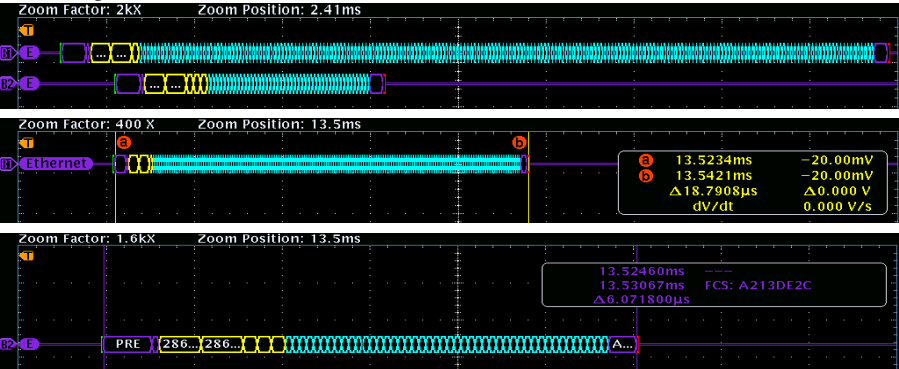 Zoom Factor: 2kX Zoom Position: 2.41ms
T
B1 E ... ...
B2 E ... ...
Zoom Factor: 400 X Zoom Position: 13.5ms
T a b
B1 Ethernet
a 13.5234ms −20.00mV
b 13.5421ms −20.00mV
Δ18.7908μs Δ0.000 V
dV/dt 0.000 V/s
Zoom Factor: 1.6kX Zoom Position: 13.5ms
T
13.52460ms ---
13.53067ms FCS: A213DE2C
Δ6.071800μs
B2 E PRE 286... 286... A...